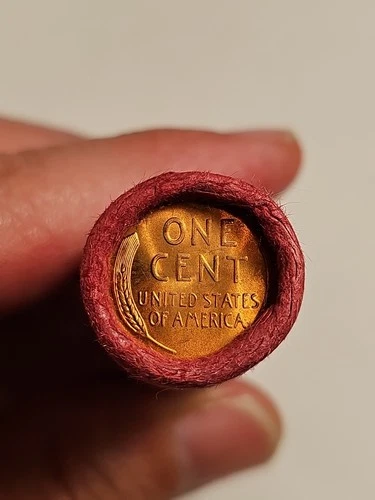 ONE
CENT
UNITED STATES
OF AMERICA